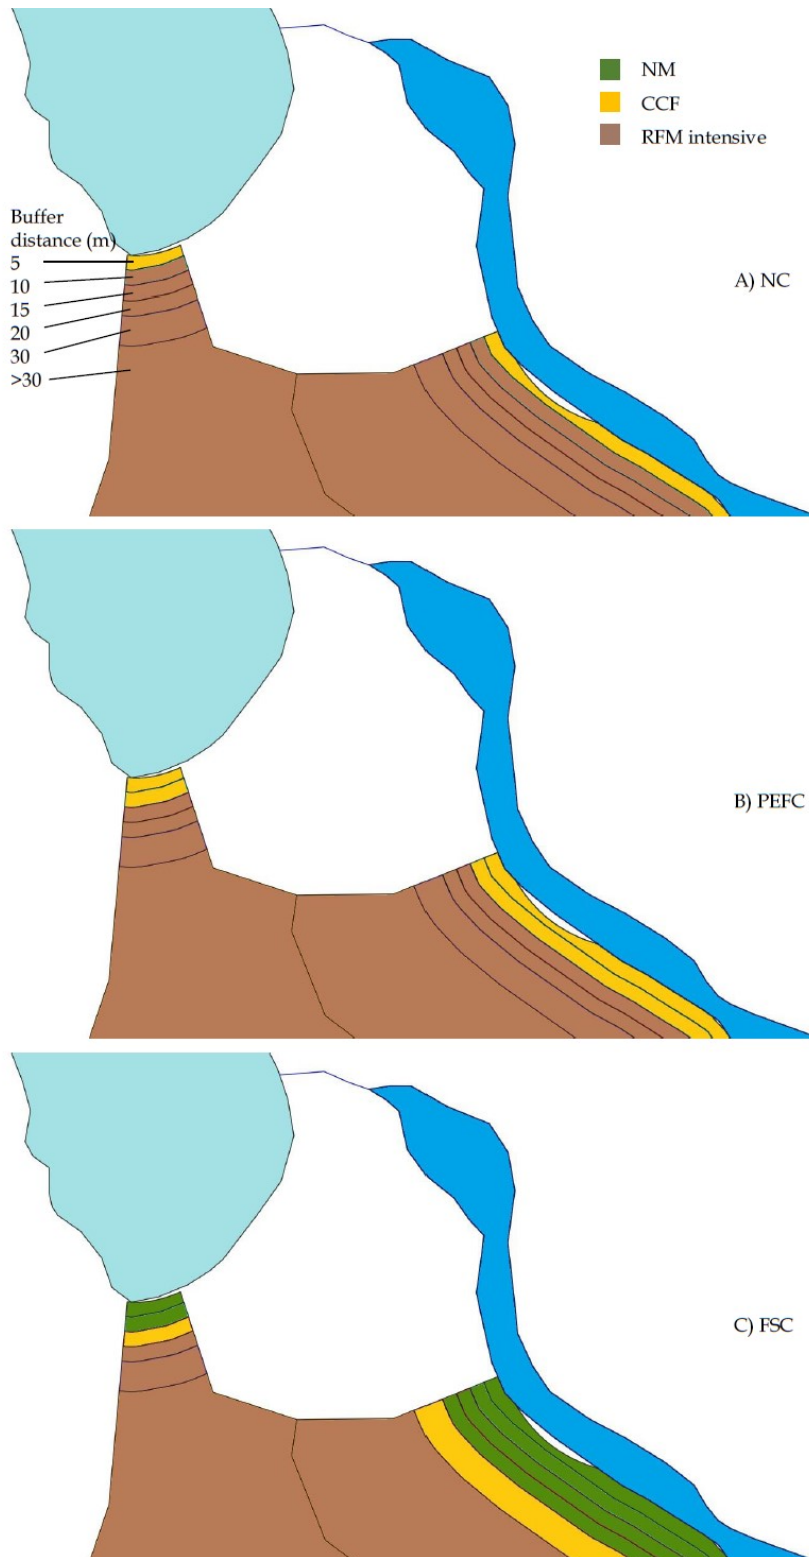 NM
CCF
RFM intensive
Buffer
distance (m)
5
10
15
20
30
>30
A) NC
B) PEFC
C) FSC